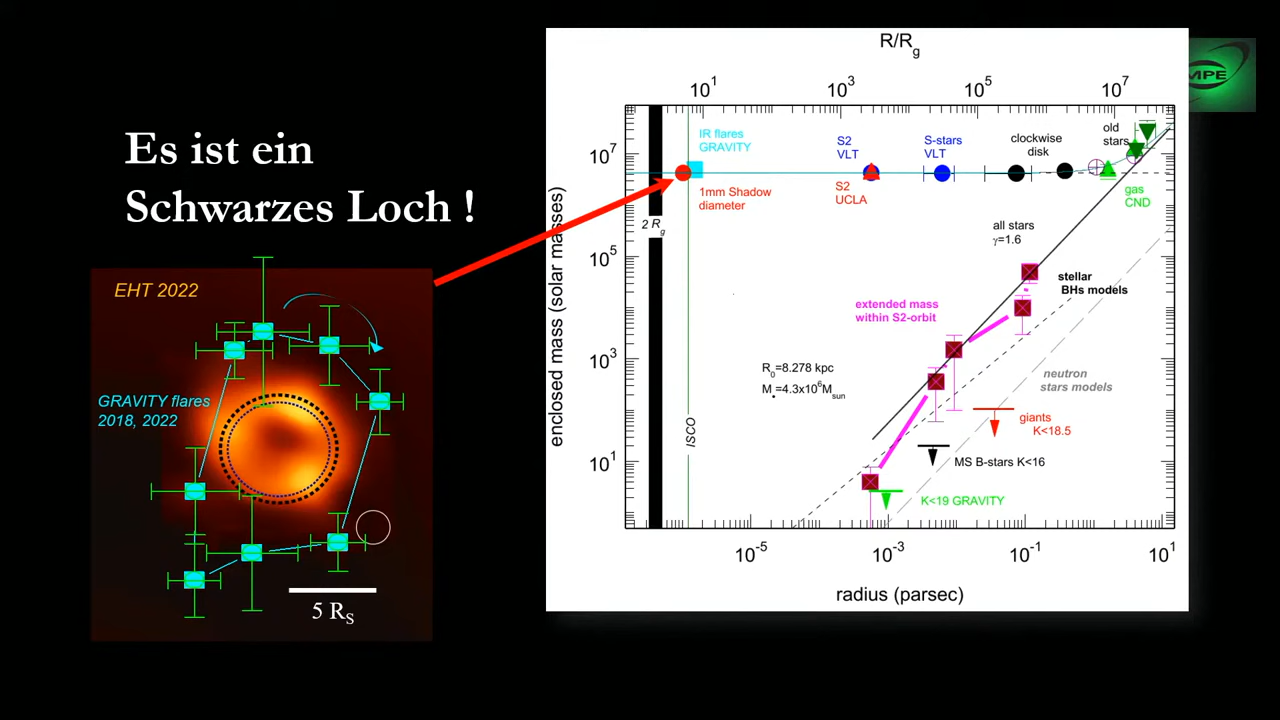 Es ist ein
Schwarzes Loch !
EHT 2022
GRAVITY flares
2018, 2022
5 R_S
MPE
R/R_g
10^1
10^3
10^5
10^7
IR flares
GRAVITY
1mm Shadow
diameter
S2
VLT
S2
UCLA
S-stars
VLT
clockwise
disk
old
stars
gas
CND
2 R_g
ISCO
all stars
γ=1.6
stellar
BHs models
extended mass
within S2-orbit
R_0=8.278 kpc
M_•=4.3x10^6M_sun
neutron
stars models
giants
K<18.5
MS B-stars K<16
K<19 GRAVITY
enclosed mass (solar masses)
10^7
10^5
10^3
10^1
10^-5
10^-3
10^-1
10^1
radius (parsec)